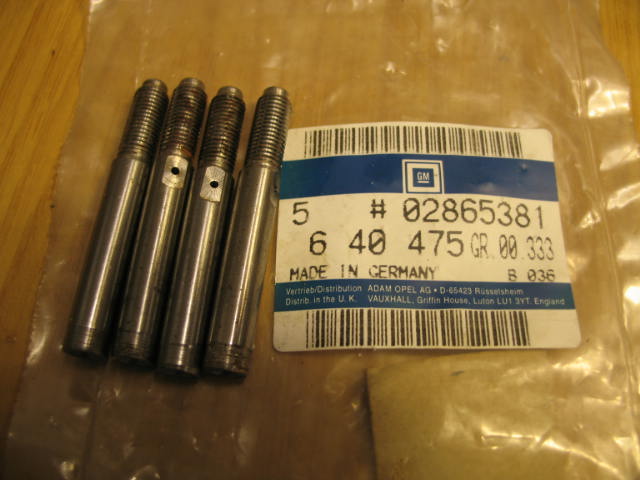 GM
5 # 02865381
6 40 475 GR.00.333
MADE IN GERMANY B 036
Vertrieb/Distribution ADAM OPEL AG • D-65423 Rüsselsheim
Distrib. in the U. K. VAUXHALL, Griffin House, Luton LU1 3YT. England